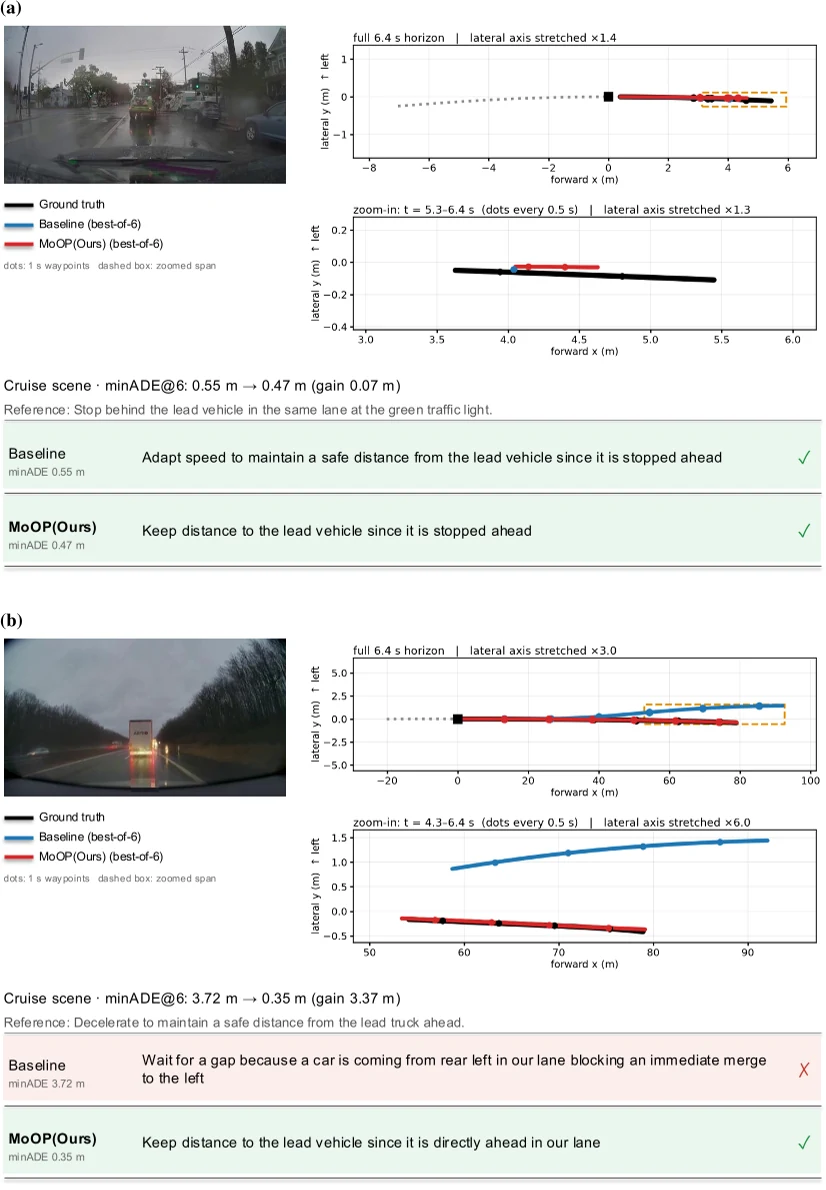 (a)
full 6.4 s horizon | lateral axis stretched ×1.4
lateral y (m) ↑ left
1
0
−1
−8 −6 −4 −2 0 2 4 6
forward x (m)
Ground truth
Baseline (best-of-6)
MoOP(Ours) (best-of-6)
dots: 1 s waypoints dashed box: zoomed span
zoom-in: t = 5.3–6.4 s (dots every 0.5 s) | lateral axis stretched ×1.3
lateral y (m) ↑ left
0.2
0.0
−0.2
−0.4
3.0 3.5 4.0 4.5 5.0 5.5 6.0
forward x (m)
Cruise scene · minADE@6: 0.55 m → 0.47 m (gain 0.07 m)
Reference: Stop behind the lead vehicle in the same lane at the green traffic light.
Baseline
minADE 0.55 m
Adapt speed to maintain a safe distance from the lead vehicle since it is stopped ahead
✓
MoOP(Ours)
minADE 0.47 m
Keep distance to the lead vehicle since it is stopped ahead
✓
(b)
full 6.4 s horizon | lateral axis stretched ×3.0
lateral y (m) ↑ left
5.0
2.5
0.0
−2.5
−5.0
−20 0 20 40 60 80 100
forward x (m)
Ground truth
Baseline (best-of-6)
MoOP(Ours) (best-of-6)
dots: 1 s waypoints dashed box: zoomed span
zoom-in: t = 4.3–6.4 s (dots every 0.5 s) | lateral axis stretched ×6.0
lateral y (m) ↑ left
1.5
1.0
0.5
0.0
−0.5
50 60 70 80 90
forward x (m)
Cruise scene · minADE@6: 3.72 m → 0.35 m (gain 3.37 m)
Reference: Decelerate to maintain a safe distance from the lead truck ahead.
Baseline
minADE 3.72 m
Wait for a gap because a car is coming from rear left in our lane blocking an immediate merge
to the left
✗
MoOP(Ours)
minADE 0.35 m
Keep distance to the lead vehicle since it is directly ahead in our lane
✓